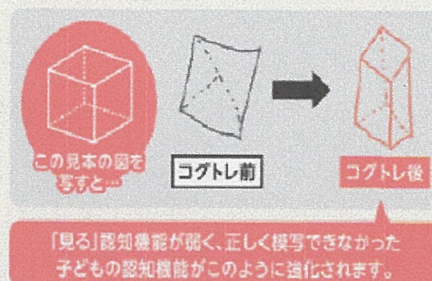 この見本の図を
写すと…
コグトレ前
コグトレ後
「見る」認知機能が弱く、正しく模写できなかった
子どもの認知機能がこのように強化されます。